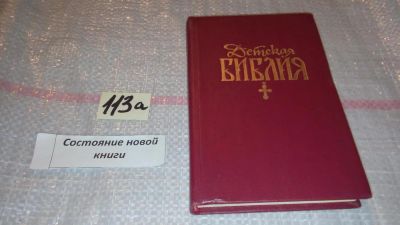 113а
Состояние новой
книги
Детская
БИБЛИЯ